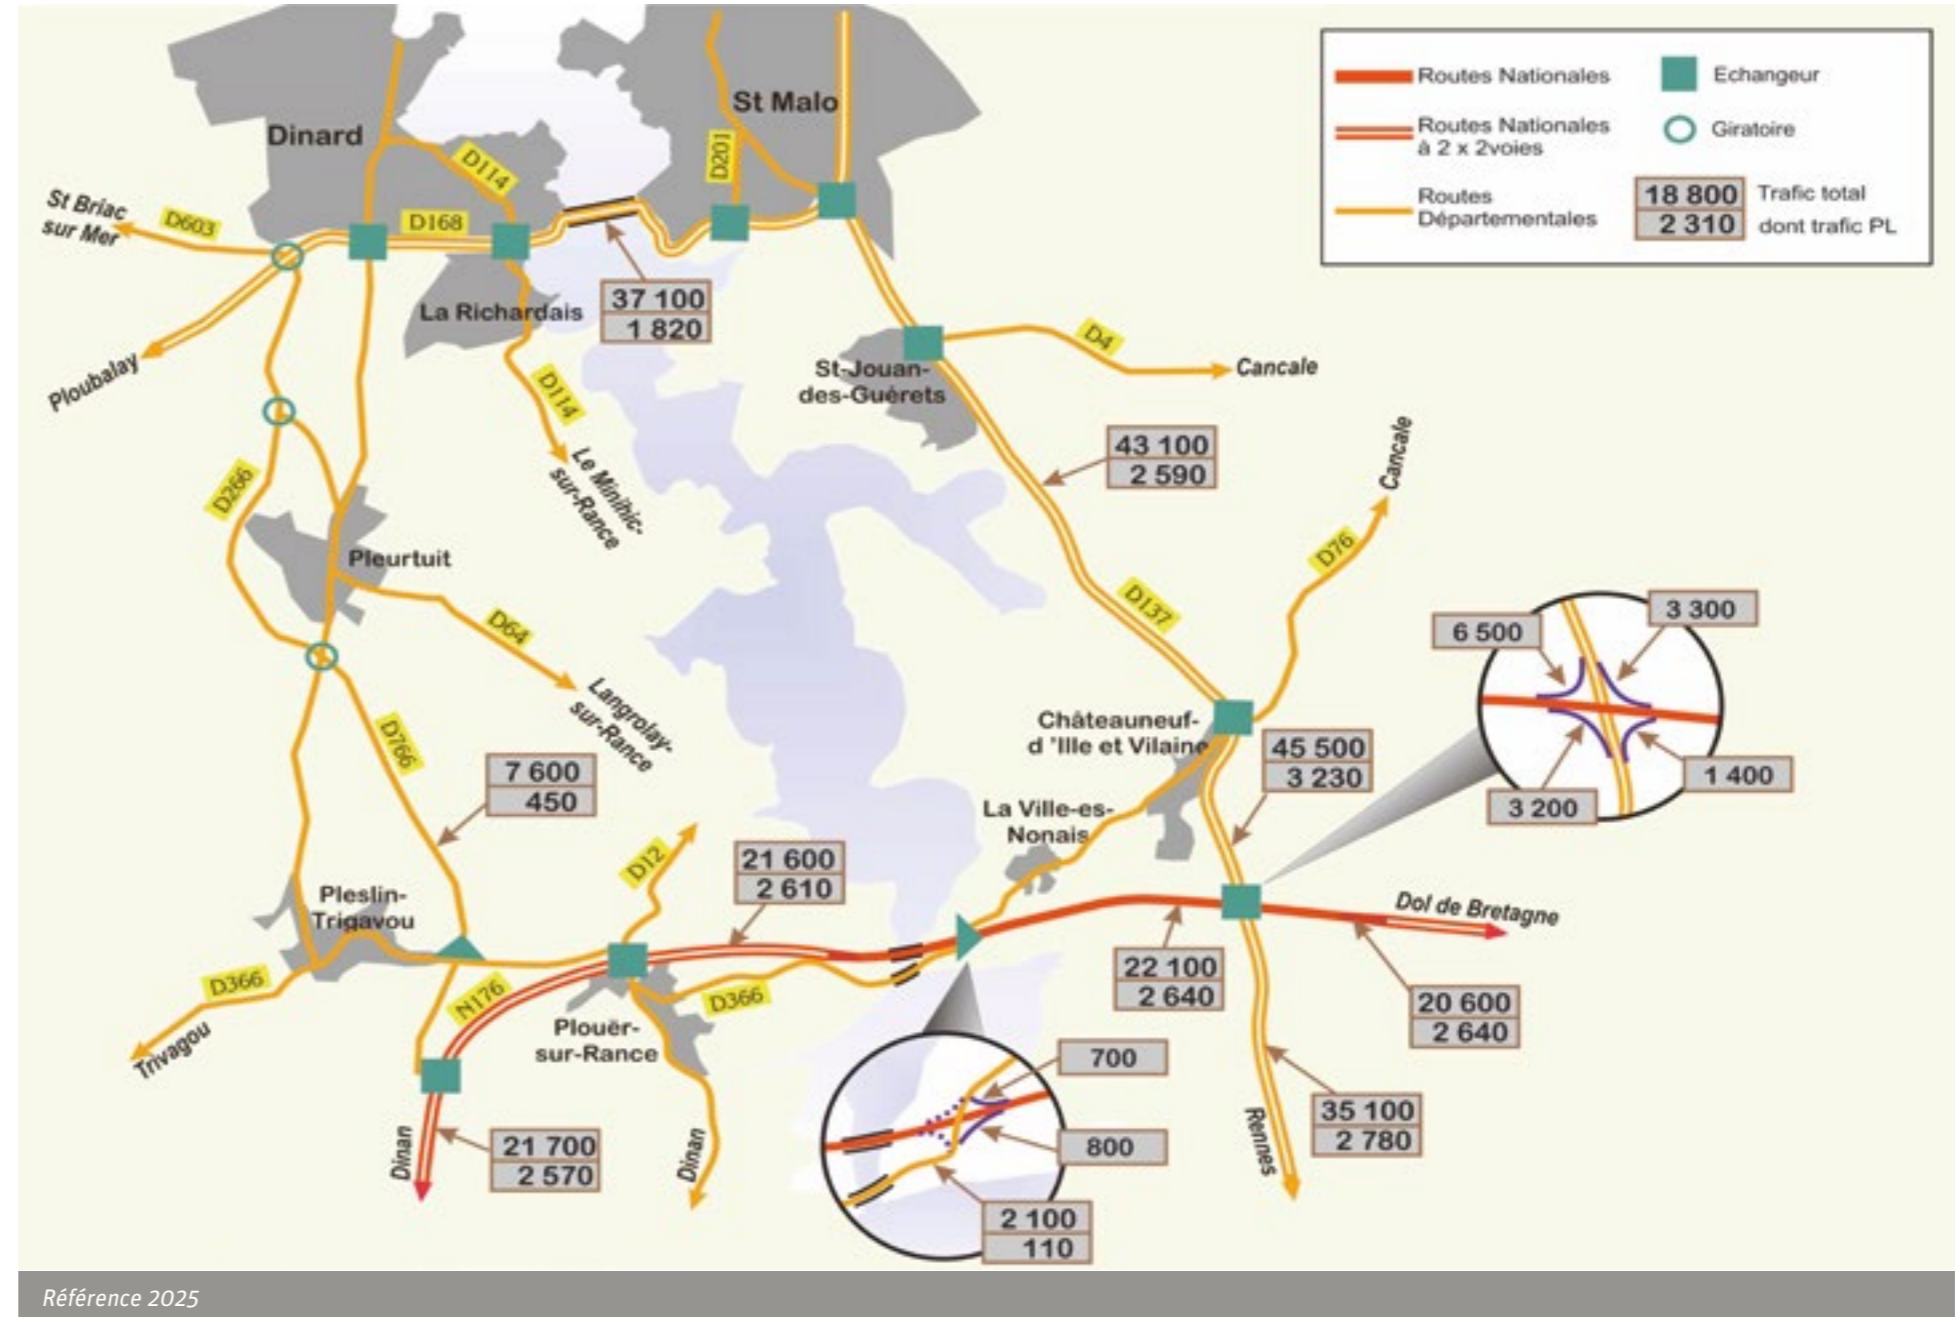 Routes Nationales
Routes Nationales
à 2 x 2voies
Routes
Départementales
Echangeur
Giratoire
18 800
2 310
Trafic total
dont trafic PL
Dinard
St Malo
D114
D201
St Briac
sur Mer
D603
D168
La Richardais
37 100
1 820
Ploubalay
D114
Le Minihic-
sur-Rance
St-Jouan-
des-Guérets
D4
Cancale
43 100
2 590
Cancale
D76
D137
D266
Pleurtuit
D64
Langrolay-
sur-Rance
D766
7 600
450
Châteauneuf-
d 'Ille et Vilaine
45 500
3 230
6 500
3 300
3 200
1 400
La Ville-es-
Nonais
D12
21 600
2 610
Pleslin-
Trigavou
Dol de Bretagne
D366
Trivagou
N176
Plouër-
sur-Rance
D366
22 100
2 640
20 600
2 640
Dinan
21 700
2 570
Dinan
700
800
2 100
110
35 100
2 780
Rennes
Référence 2025